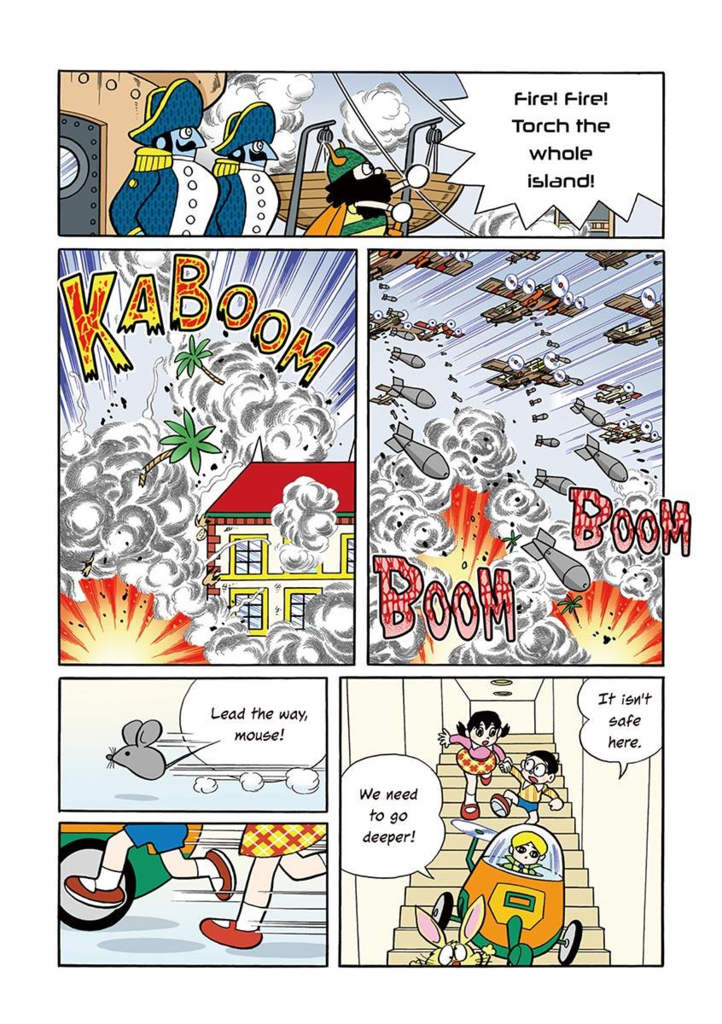 Fire! Fire!
Torch the
whole
island!
KABOOM
BOOM
BOOM
Lead the way,
mouse!
It isn't
safe
here.
We need
to go
deeper!